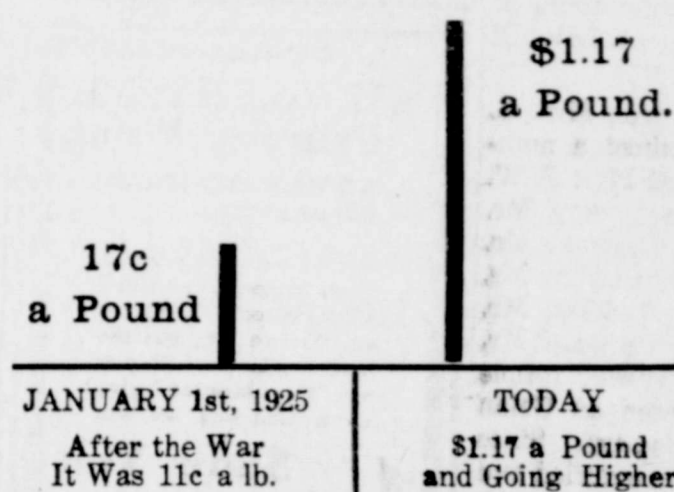 $1.17
a Pound.
17c
a Pound
JANUARY 1st, 1925
After the War
It Was 11c a lb.
TODAY
$1.17 a Pound
and Going Higher